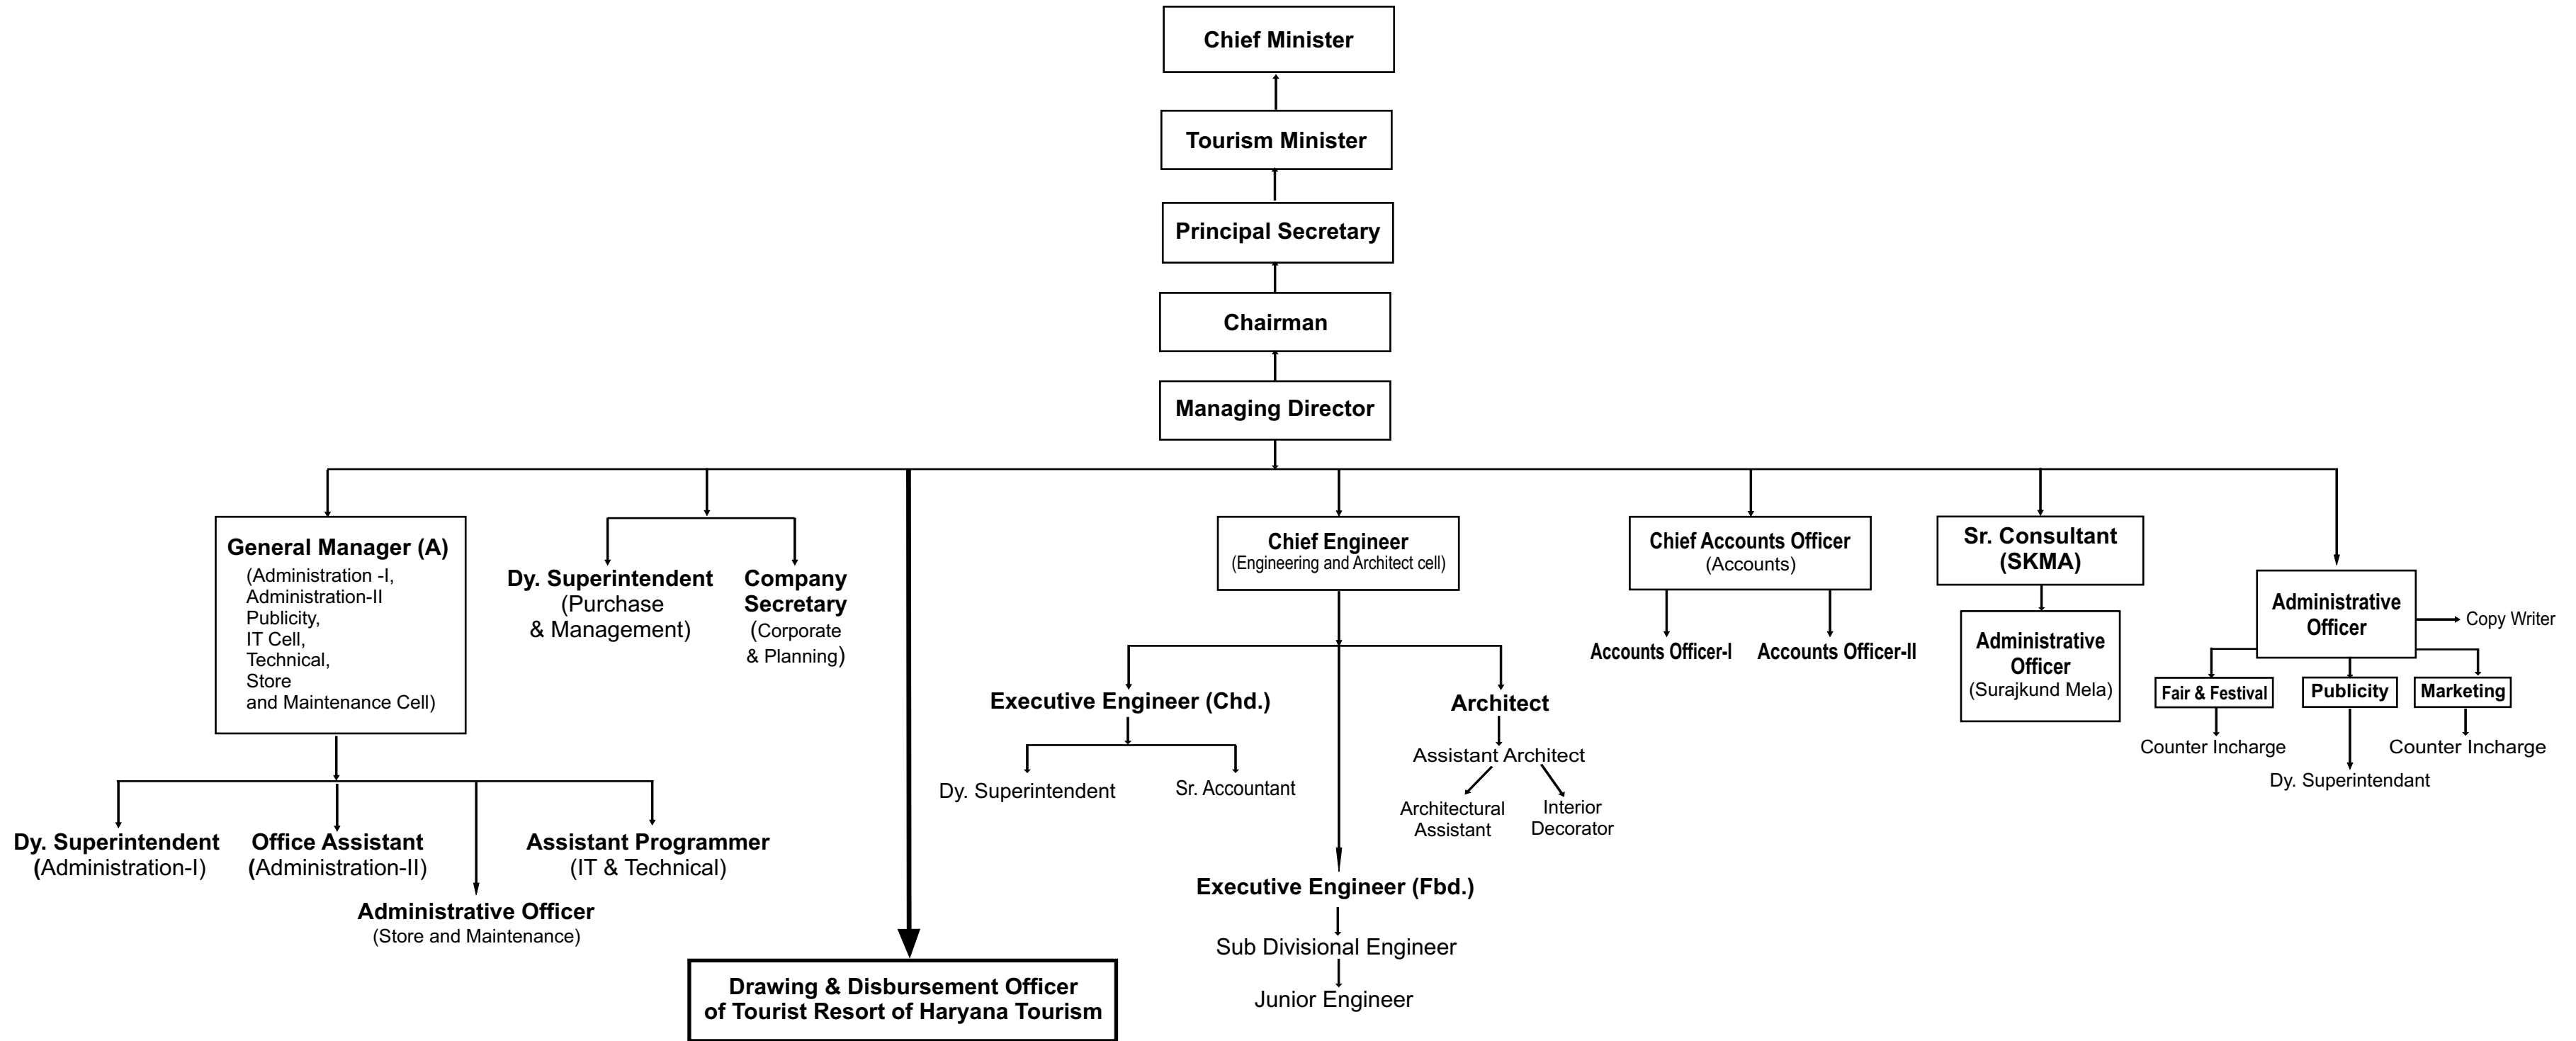 Chief Minister
Tourism Minister
Principal Secretary
Chairman
Managing Director
General Manager (A)
(Administration -I,
Administration-II
Publicity,
IT Cell,
Technical,
Store
and Maintenance Cell)
Dy. Superintendent
(Administration-I)
Office Assistant
(Administration-II)
Administrative Officer
(Store and Maintenance)
Assistant Programmer
(IT & Technical)
Dy. Superintendent
(Purchase
& Management)
Company
Secretary
(Corporate
& Planning)
Drawing & Disbursement Officer
of Tourist Resort of Haryana Tourism
Chief Engineer
(Engineering and Architect cell)
Executive Engineer (Chd.)
Dy. Superintendent
Sr. Accountant
Executive Engineer (Fbd.)
Sub Divisional Engineer
Junior Engineer
Architect
Assistant Architect
Architectural
Assistant
Interior
Decorator
Chief Accounts Officer
(Accounts)
Accounts Officer-I
Accounts Officer-II
Sr. Consultant
(SKMA)
Administrative
Officer
(Surajkund Mela)
Administrative
Officer
Copy Writer
Fair & Festival
Counter Incharge
Publicity
Dy. Superintendant
Marketing
Counter Incharge